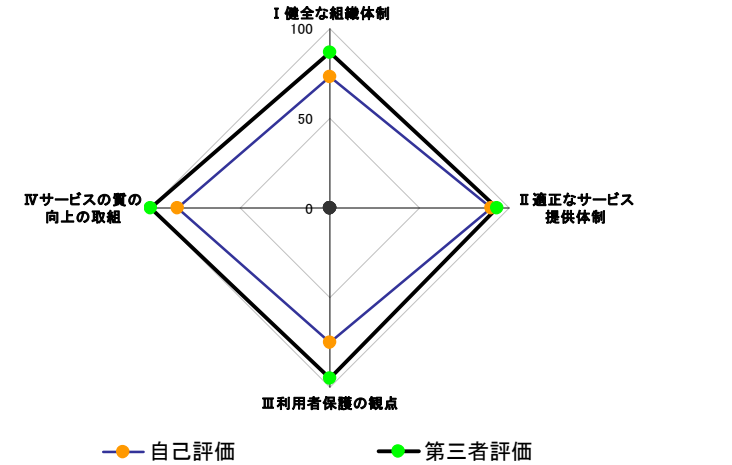 Ⅰ健全な組織体制
100
50
0
Ⅳサービスの質の
向上の取組
Ⅱ適正なサービス
提供体制
Ⅲ利用者保護の観点
自己評価
第三者評価